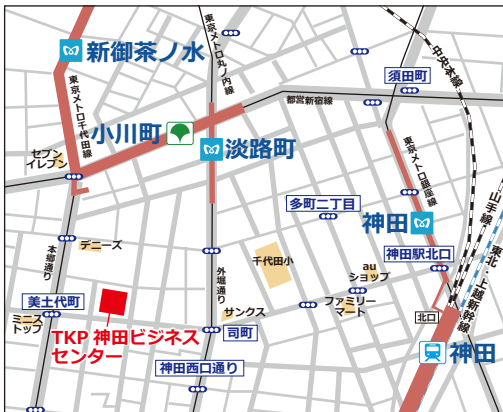 新御茶ノ水
東京メトロ丸ノ内線
中央本線
須田町
東京メトロ千代田線
都営新宿線
小川町
淡路町
セブン
イレブン
東京メトロ銀座線
山手線
多町二丁目
神田
東北・上越新幹線
本郷通り
デニーズ
外堀通り
千代田小
au
ショップ
神田駅北口
美土代町
ミニス
トップ
サンクス
ファミリー
マート
北口
TKP 神田ビジネス
センター
司町
神田
神田西口通り